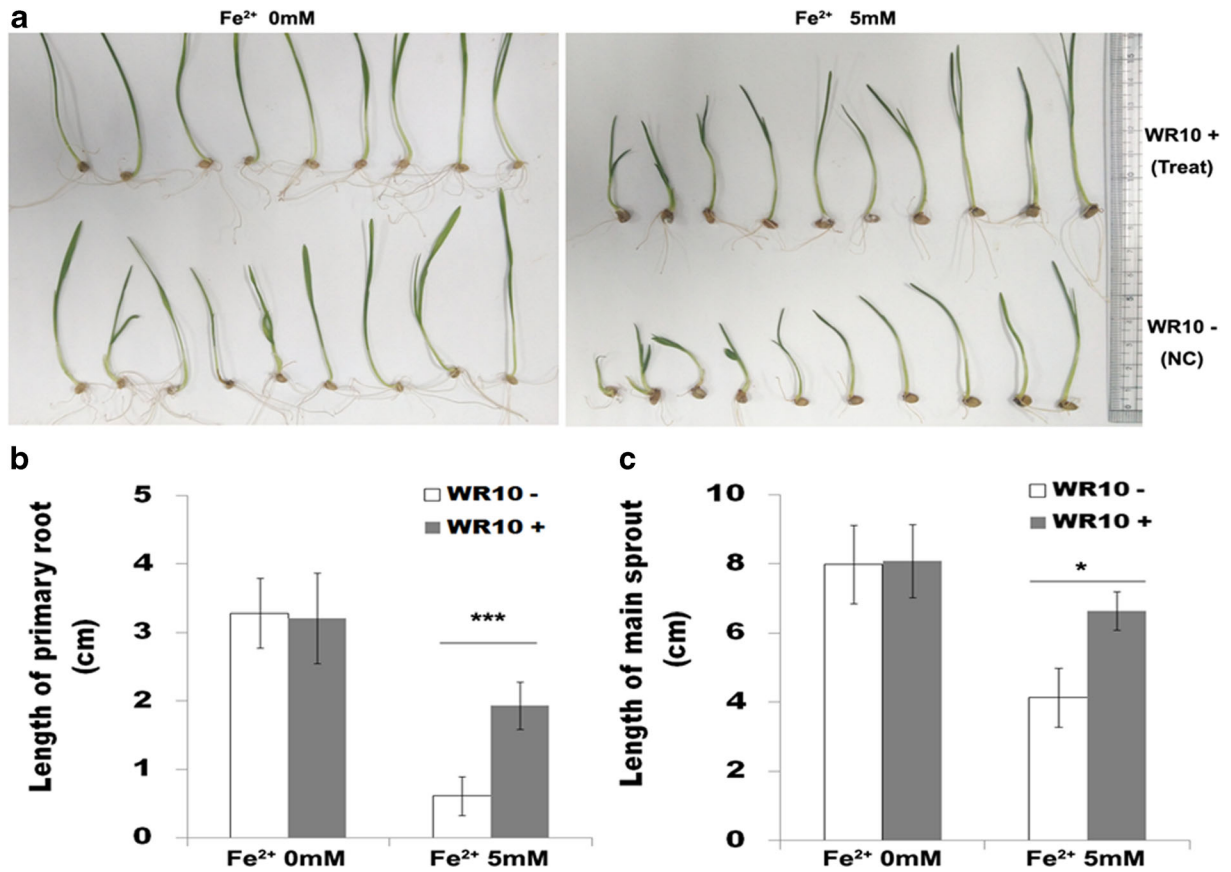 a
Fe²⁺ 0mM
Fe²⁺ 5mM
WR10 +
(Treat)
WR10 -
(NC)
b
Length of primary root
(cm)
5
4
3
2
1
0
WR10 -
WR10 +
***
Fe²⁺ 0mM
Fe²⁺ 5mM
c
Length of main sprout
(cm)
10
8
6
4
2
0
WR10 -
WR10 +
*
Fe²⁺ 0mM
Fe²⁺ 5mM